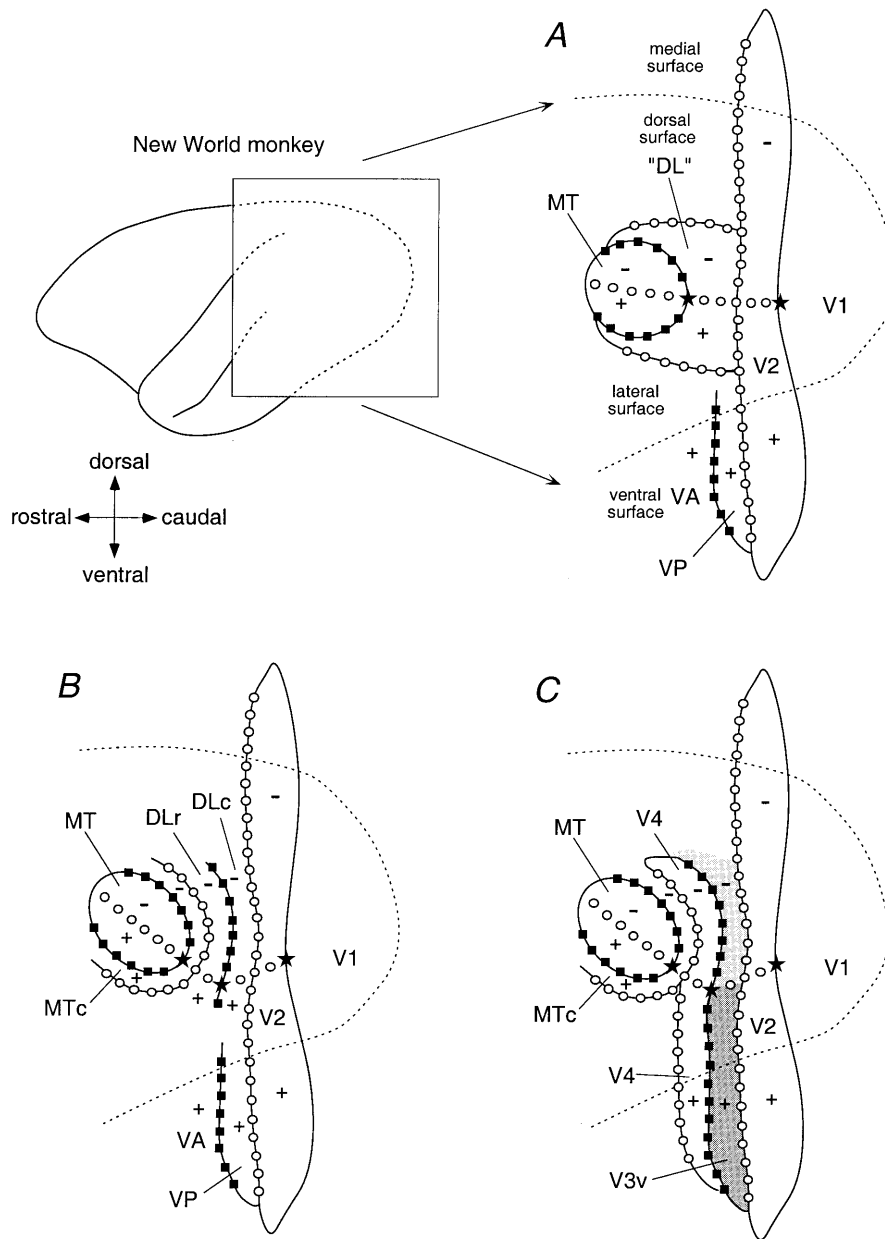 A
medial
surface
New World monkey
dorsal
surface
"DL"
-
MT
-
-
+
V1
+
V2
lateral
surface
+
+
+
dorsal
rostral
caudal
ventral
ventral
surface
VA
VP
B
DLc
DLr
MT
-
-
-
-
-
+
V1
+
MTc
+
+
V2
+
+
+
VA
VP
C
V4
MT
-
-
-
-
-
+
V1
+
MTc
V2
V4
+
+
+
V3v